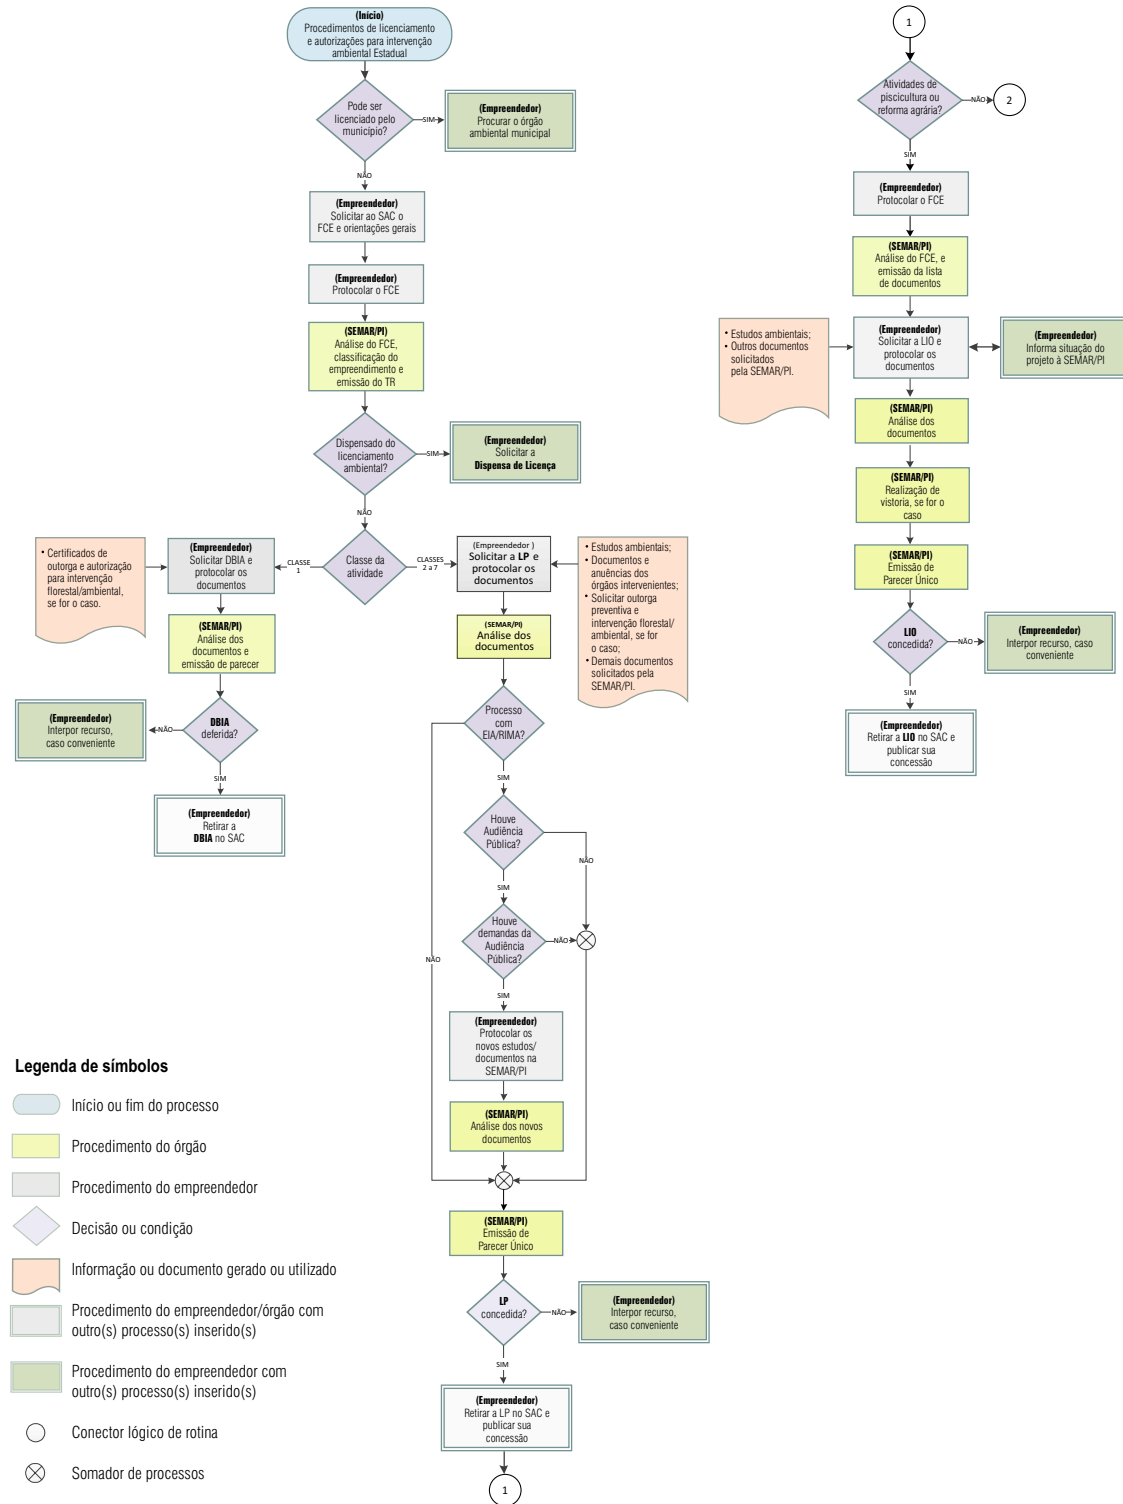 (Início)
Procedimentos de licenciamento
e autorizações para intervenção
ambiental Estadual
Pode ser
licenciado pelo
município?
SIM
(Empreendedor)
Procurar o órgão
ambiental municipal
NÃO
(Empreendedor)
Solicitar ao SAC o
FCE e orientações gerais
(Empreendedor)
Protocolar o FCE
(SEMAR/PI)
Análise do FCE,
classificação do
empreendimento e
emissão do TR
Dispensado do
licenciamento
ambiental?
SIM
(Empreendedor)
Solicitar a
Dispensa de Licença
NÃO
Classe da
atividade
CLASSE
1
(Empreendedor)
Solicitar DBIA e
protocolar os
documentos
• Certificados de
outorga e autorização
para intervenção
florestal/ambiental,
se for o caso.
(SEMAR/PI)
Análise dos
documentos e
emissão de parecer
DBIA
deferida?
NÃO
(Empreendedor)
Interpor recurso,
caso conveniente
SIM
(Empreendedor)
Retirar a
DBIA no SAC
CLASSES
2 a 7
(Empreendedor )
Solicitar a LP e
protocolar os
documentos
• Estudos ambientais;
• Documentos e
anuências dos
órgãos intervenientes;
• Solicitar outorga
preventiva e
intervenção florestal/
ambiental, se for
o caso;
• Demais documentos
solicitados pela
SEMAR/PI.
(SEMAR/PI)
Análise dos
documentos
Processo
com
EIA/RIMA?
NÃO
SIM
Houve
Audiência
Pública?
NÃO
SIM
Houve
demandas da
Audiência
Pública?
NÃO
SIM
(Empreendedor)
Protocolar os
novos estudos/
documentos na
SEMAR/PI
(SEMAR/PI)
Análise dos novos
documentos
(SEMAR/PI)
Emissão de
Parecer Único
LP
concedida?
NÃO
(Empreendedor)
Interpor recurso,
caso conveniente
SIM
(Empreendedor)
Retirar a LP no SAC e
publicar sua
concessão
1
1
Atividades de
piscicultura ou
reforma agrária?
NÃO
2
SIM
(Empreendedor)
Protocolar o FCE
(SEMAR/PI)
Análise do FCE, e
emissão da lista
de documentos
• Estudos ambientais;
• Outros documentos
solicitados
pela SEMAR/PI.
(Empreendedor)
Solicitar a LIO e
protocolar os
documentos
(Empreendedor)
Informa situação do
projeto à SEMAR/PI
(SEMAR/PI)
Análise dos
documentos
(SEMAR/PI)
Realização de
vistoria, se for o
caso
(SEMAR/PI)
Emissão de
Parecer Único
LIO
concedida?
NÃO
(Empreendedor)
Interpor recurso, caso
conveniente
SIM
(Empreendedor)
Retirar a LIO no SAC e
publicar sua
concessão
Legenda de símbolos
Início ou fim do processo
Procedimento do órgão
Procedimento do empreendedor
Decisão ou condição
Informação ou documento gerado ou utilizado
Procedimento do empreendedor/órgão com
outro(s) processo(s) inserido(s)
Procedimento do empreendedor com
outro(s) processo(s) inserido(s)
Conector lógico de rotina
Somador de processos